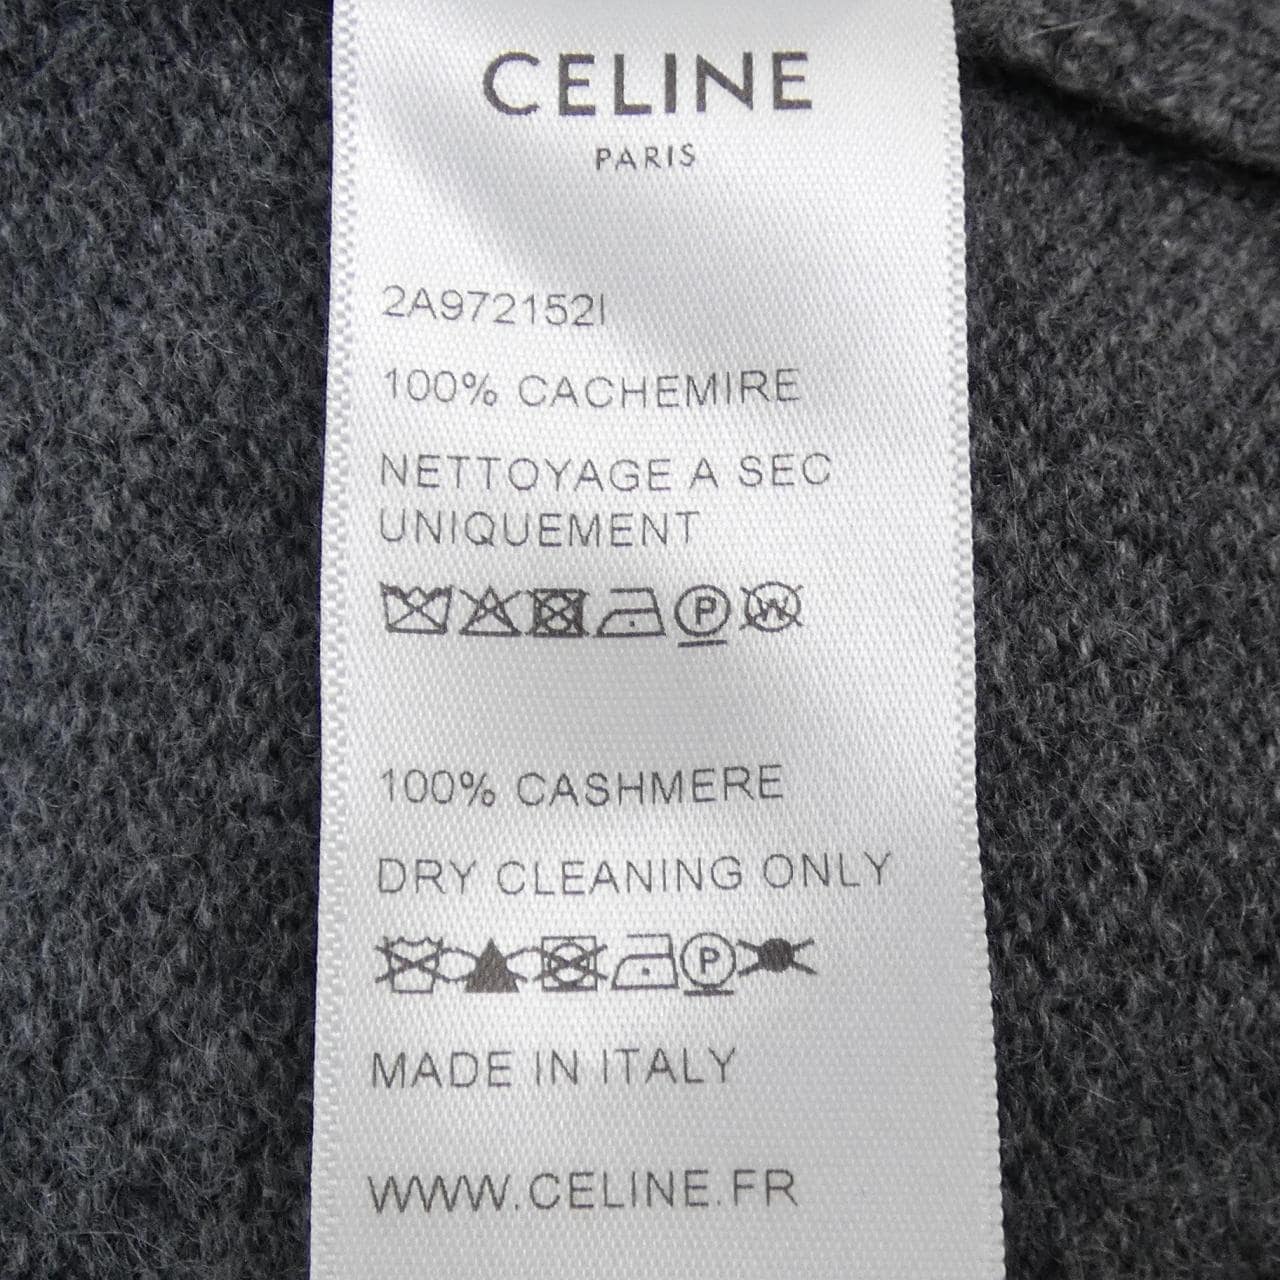 CELINE
PARIS
2A972152I
100% CACHEMIRE
NETTOYAGE A SEC
UNIQUEMENT
P W
100% CASHMERE
DRY CLEANING ONLY
P
MADE IN ITALY
WWW.CELINE.FR